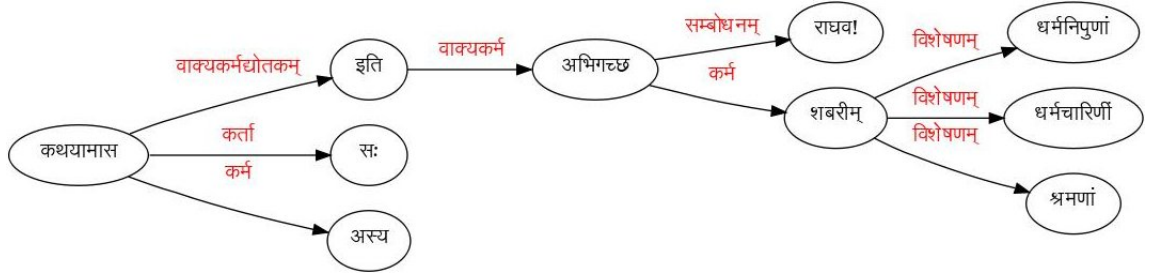 कथयामास
वाक्यकर्मद्योतकम्
कर्ता
कर्म
इति
सः
अस्य
वाक्यकर्म
अभिगच्छ
सम्बोधनम्
कर्म
राघव!
शबरीम्
विशेषणम्
विशेषणम्
विशेषणम्
धर्मनिपुणां
धर्मचारिणीं
श्रमणां